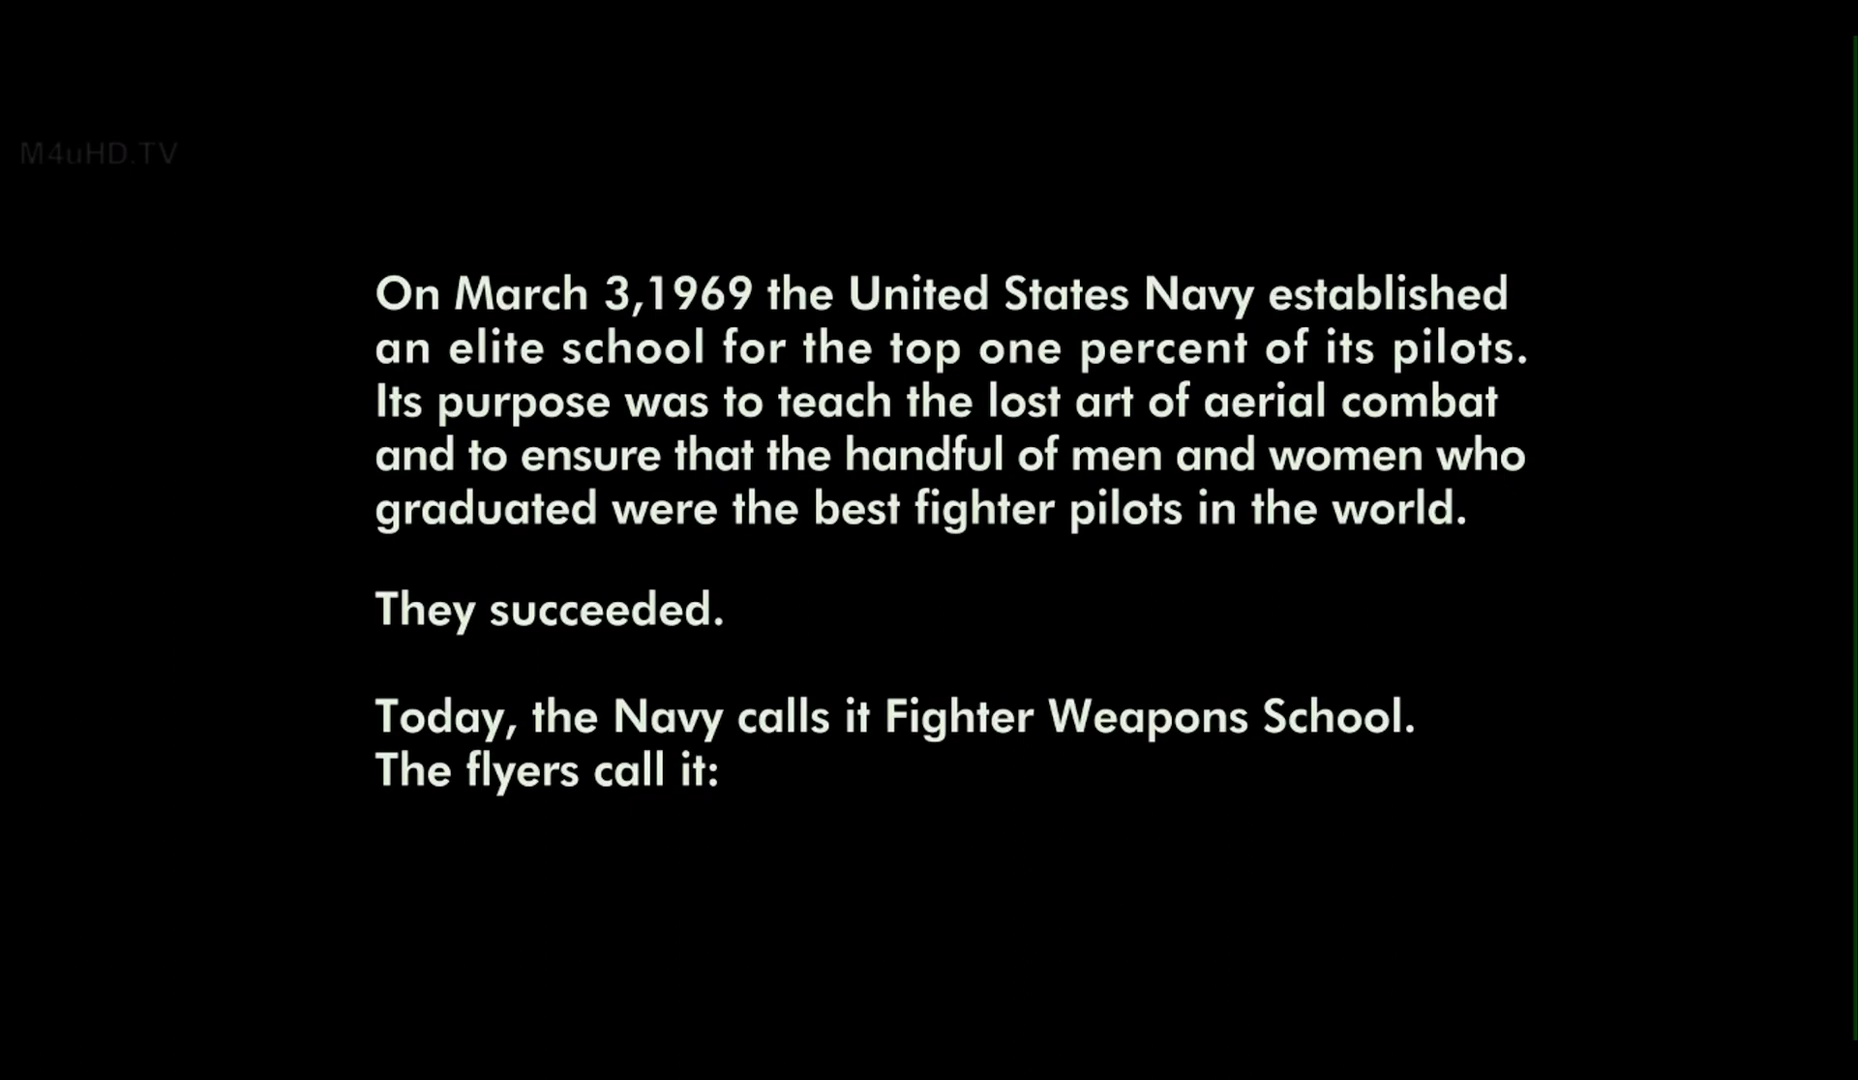 M4uHD.TV
On March 3,1969 the United States Navy established
an elite school for the top one percent of its pilots.
Its purpose was to teach the lost art of aerial combat
and to ensure that the handful of men and women who
graduated were the best fighter pilots in the world.
They succeeded.
Today, the Navy calls it Fighter Weapons School.
The flyers call it: